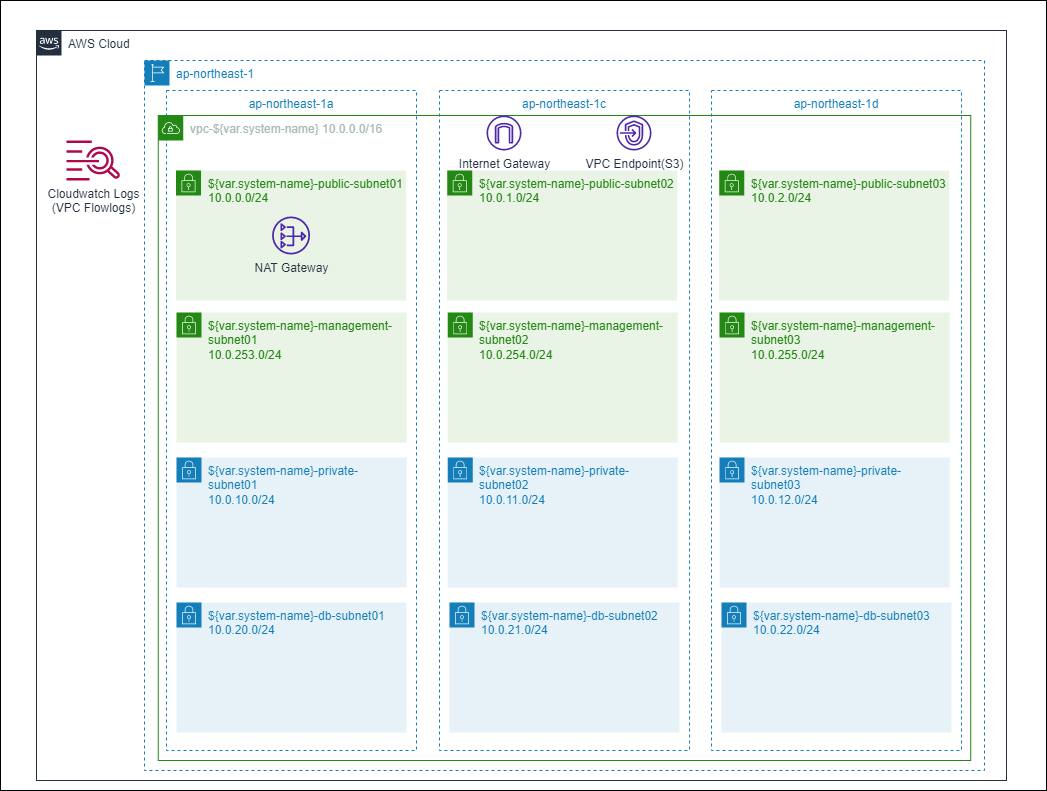 aws
AWS Cloud
ap-northeast-1
ap-northeast-1a
ap-northeast-1c
ap-northeast-1d
vpc-${var.system-name} 10.0.0.0/16
Internet Gateway
VPC Endpoint(S3)
Cloudwatch Logs
(VPC Flowlogs)
${var.system-name}-public-subnet01
10.0.0.0/24
NAT Gateway
${var.system-name}-public-subnet02
10.0.1.0/24
${var.system-name}-public-subnet03
10.0.2.0/24
${var.system-name}-management-
subnet01
10.0.253.0/24
${var.system-name}-management-
subnet02
10.0.254.0/24
${var.system-name}-management-
subnet03
10.0.255.0/24
${var.system-name}-private-
subnet01
10.0.10.0/24
${var.system-name}-private-
subnet02
10.0.11.0/24
${var.system-name}-private-
subnet03
10.0.12.0/24
${var.system-name}-db-subnet01
10.0.20.0/24
${var.system-name}-db-subnet02
10.0.21.0/24
${var.system-name}-db-subnet03
10.0.22.0/24